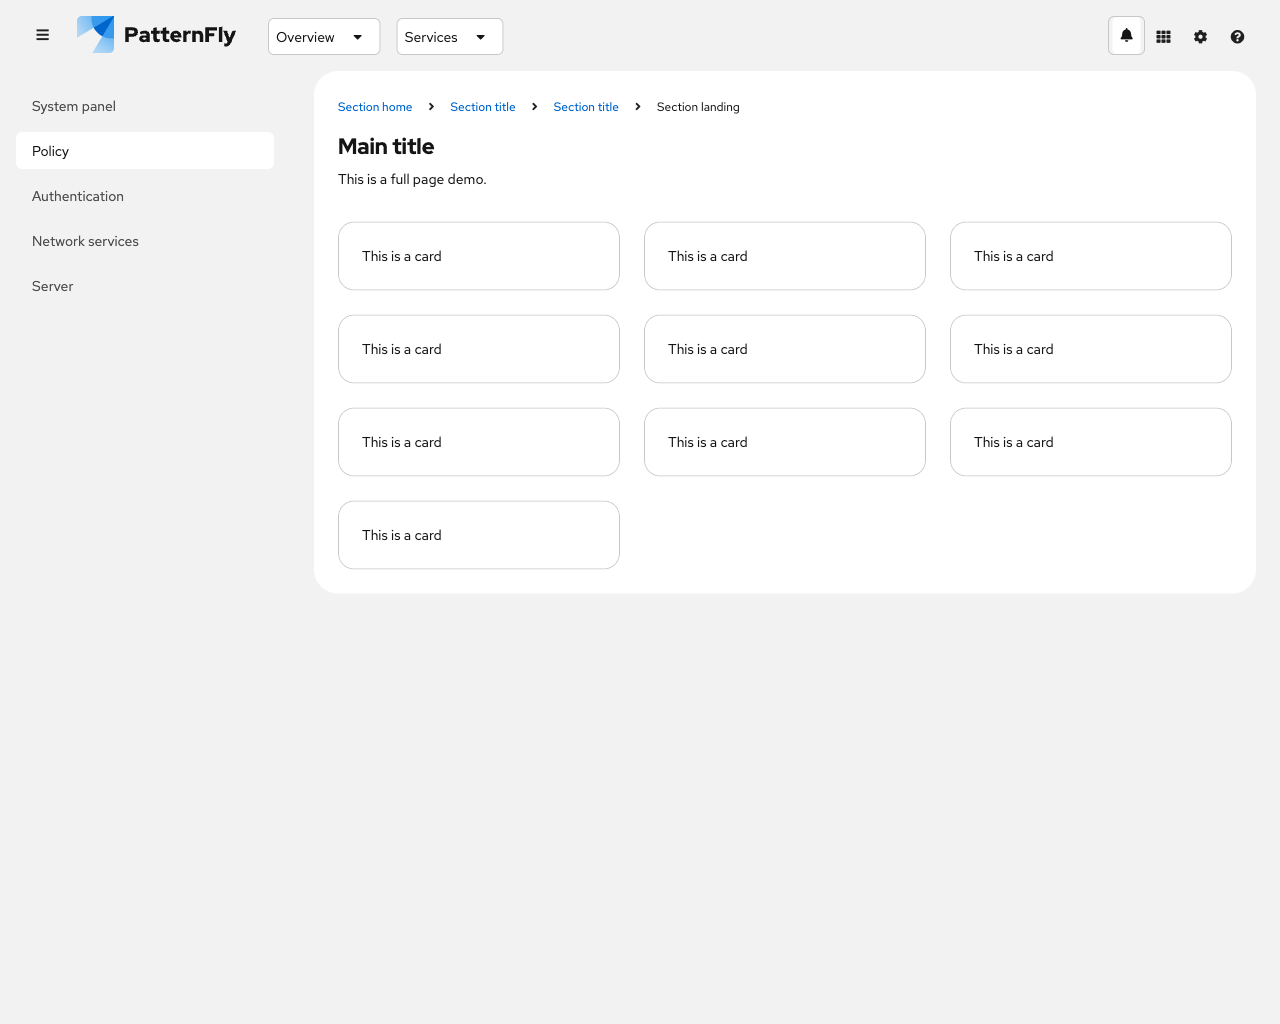 PatternFly
Overview
Services
System panel
Policy
Authentication
Network services
Server
Section home
Section title
Section title
Section landing
Main title
This is a full page demo.
This is a card
This is a card
This is a card
This is a card
This is a card
This is a card
This is a card
This is a card
This is a card
This is a card